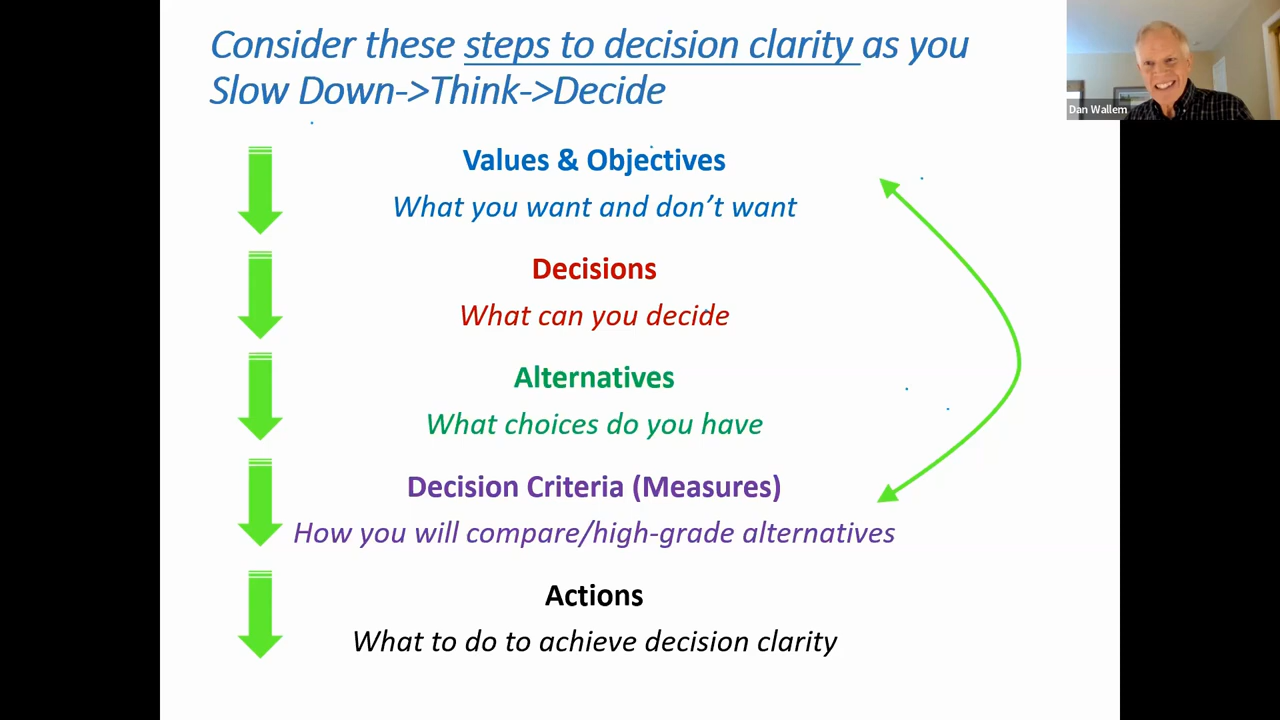 Consider these steps to decision clarity as you
Slow Down->Think->Decide
Dan Wallem
Values & Objectives
What you want and don't want
Decisions
What can you decide
Alternatives
What choices do you have
Decision Criteria (Measures)
How you will compare/high-grade alternatives
Actions
What to do to achieve decision clarity